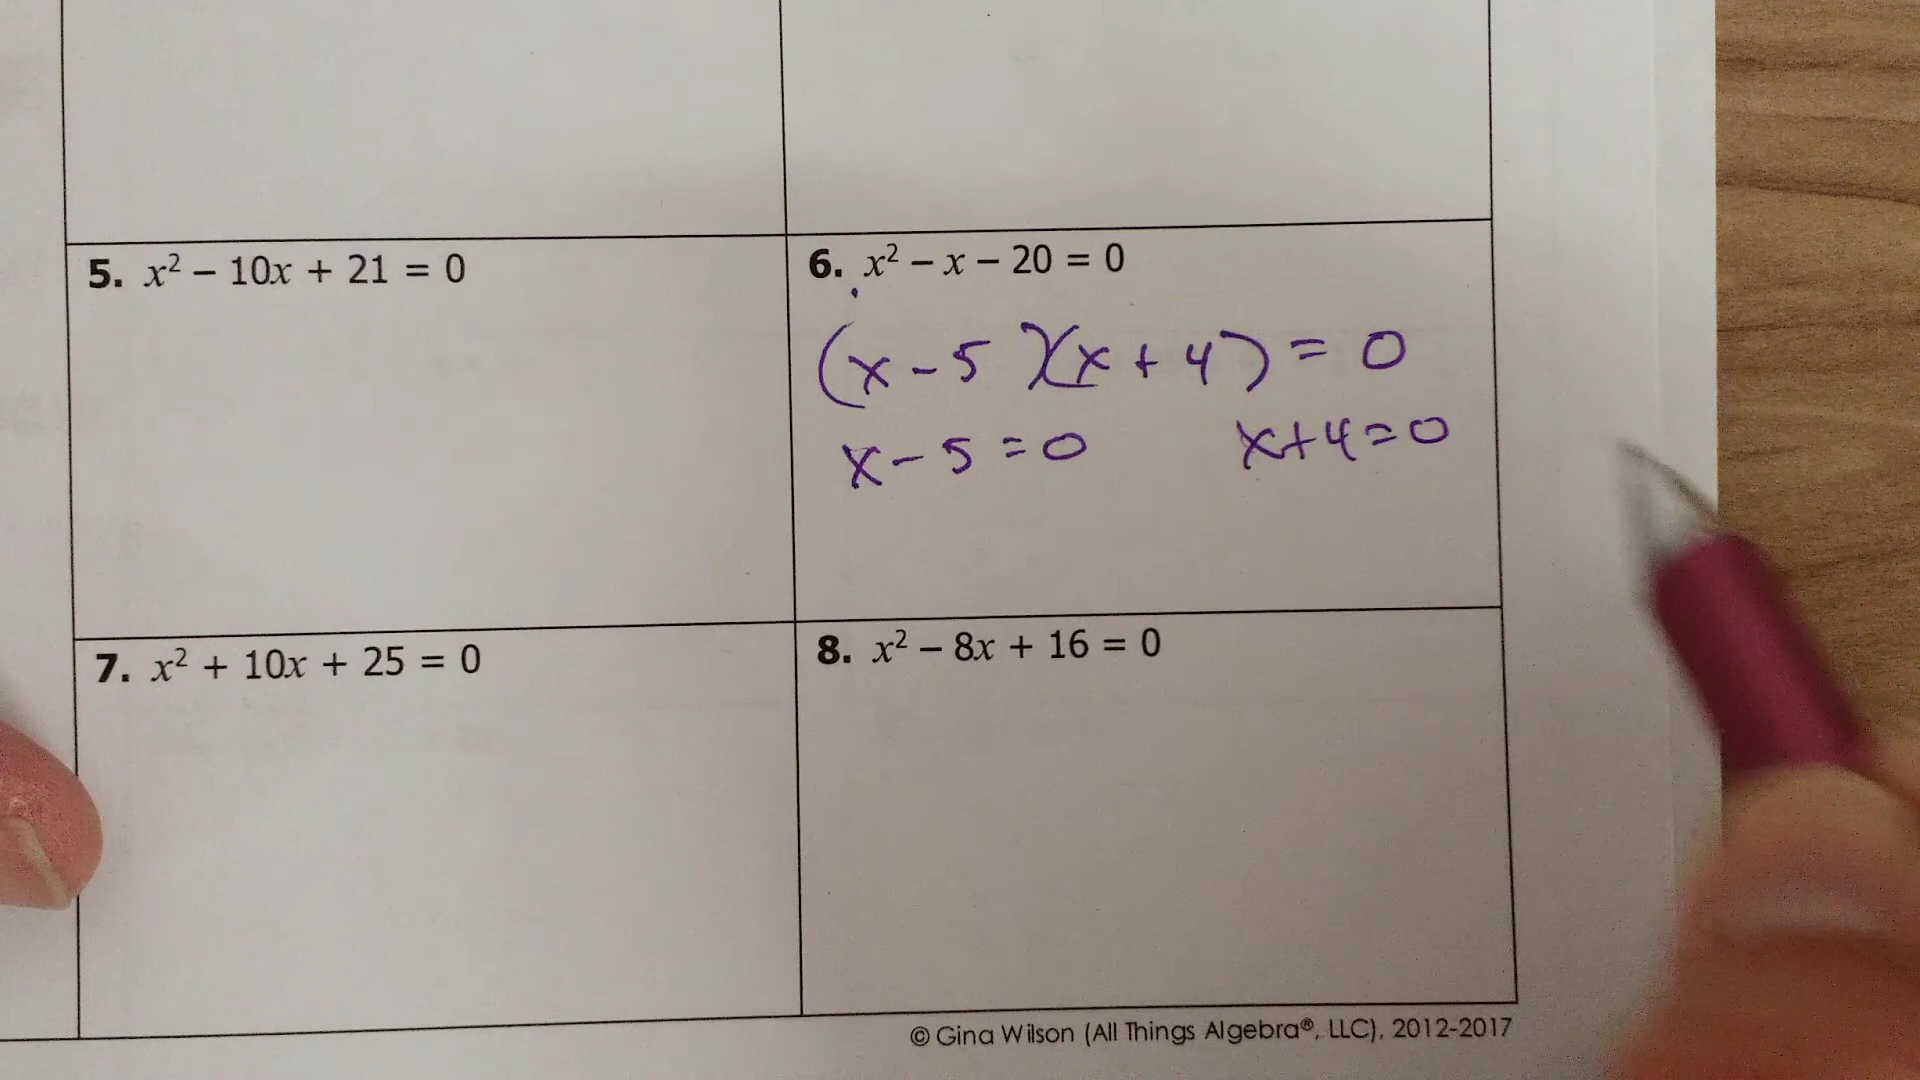 5. x² – 10x + 21 = 0
6. x² – x – 20 = 0
(x – 5)(x + 4) = 0
x – 5 = 0 x + 4 = 0
7. x² + 10x + 25 = 0
8. x² – 8x + 16 = 0
© Gina Wilson (All Things Algebra®, LLC), 2012-2017